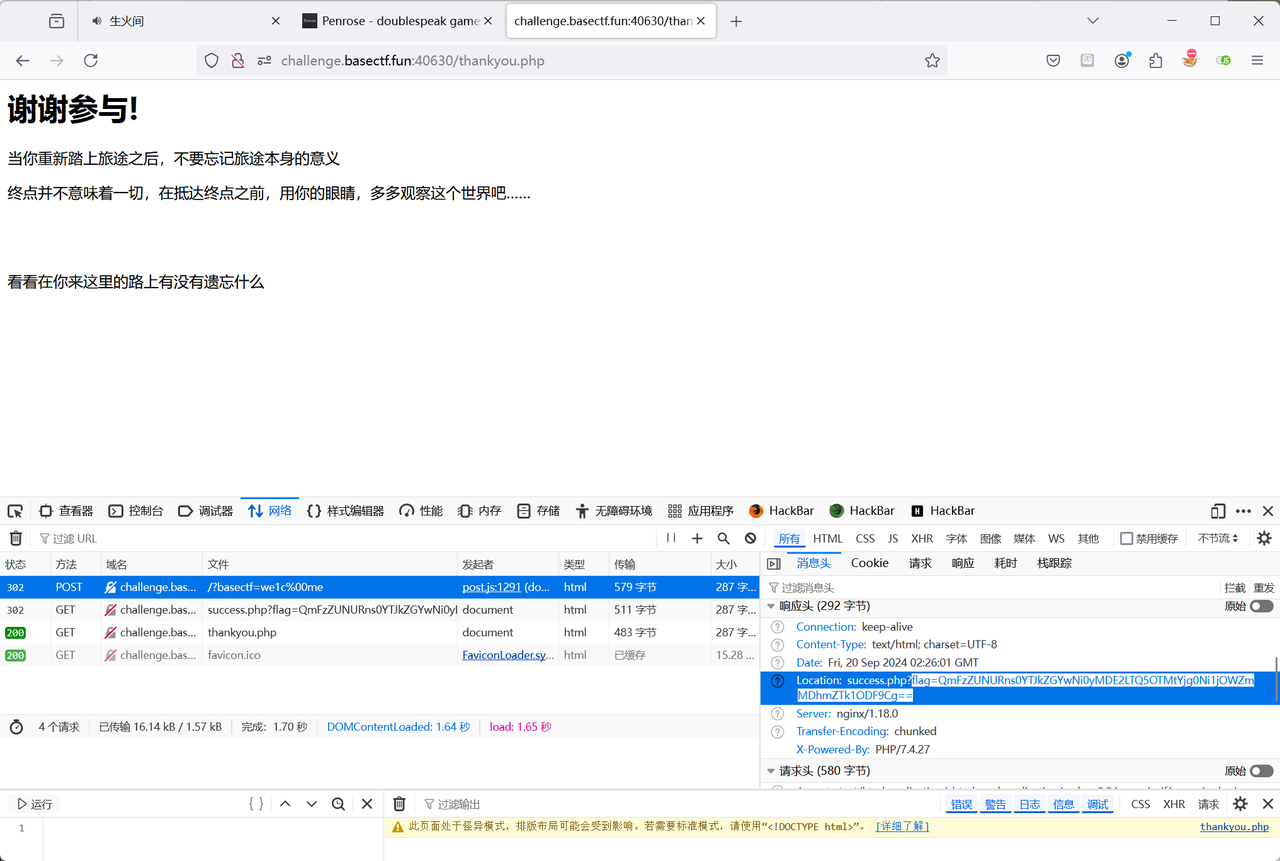 生火间
Penrose - doublespeak game
challenge.basectf.fun:40630/than
challenge.basectf.fun:40630/thankyou.php
谢谢参与!
当你重新踏上旅途之后，不要忘记旅途本身的意义
终点并不意味着一切，在抵达终点之前，用你的眼睛，多多观察这个世界吧......
看看在你来这里的路上有没有遗忘什么
查看器 控制台 调试器 网络 样式编辑器 性能 内存 存储 无障碍环境 应用程序 HackBar HackBar HackBar
过滤 URL
所有 HTML CSS JS XHR 字体 图像 媒体 WS 其他 禁用缓存 不节流
状态 方法 域名 文件 发起者 类型 传输 大小
302 POST challenge.bas... /?basectf=we1c%00me post.js:1291 (do... html 579 字节 287 字...
302 GET challenge.bas... success.php?flag=QmFzZUNURns0YTJkZGYwNi0yI document html 511 字节 287 字...
200 GET challenge.bas... thankyou.php document html 483 字节 287 字...
200 GET challenge.bas... favicon.ico FaviconLoader.sy... html 已缓存 15.28 ...
4 个请求 已传输 16.14 kB / 1.57 kB 完成：1.70 秒 DOMContentLoaded: 1.64 秒 load: 1.65 秒
消息头 Cookie 请求 响应 耗时 栈跟踪
过滤消息头 拦截 重发
响应头 (292 字节) 原始
Connection: keep-alive
Content-Type: text/html; charset=UTF-8
Date: Fri, 20 Sep 2024 02:26:01 GMT
Location: success.php?flag=QmFzZUNURns0YTJkZGYwNi0yMDE2LTQ5OTMtYjg0Ni1jOWZm
MDhmZTk1ODF9Cg==
Server: nginx/1.18.0
Transfer-Encoding: chunked
X-Powered-By: PHP/7.4.27
请求头 (580 字节) 原始
运行
1
过滤输出
错误 警告 日志 信息 调试 CSS XHR 请求
此页面处于怪异模式，排版布局可能会受到影响。若需要标准模式，请使用“<!DOCTYPE html>”。 [详细了解] thankyou.php